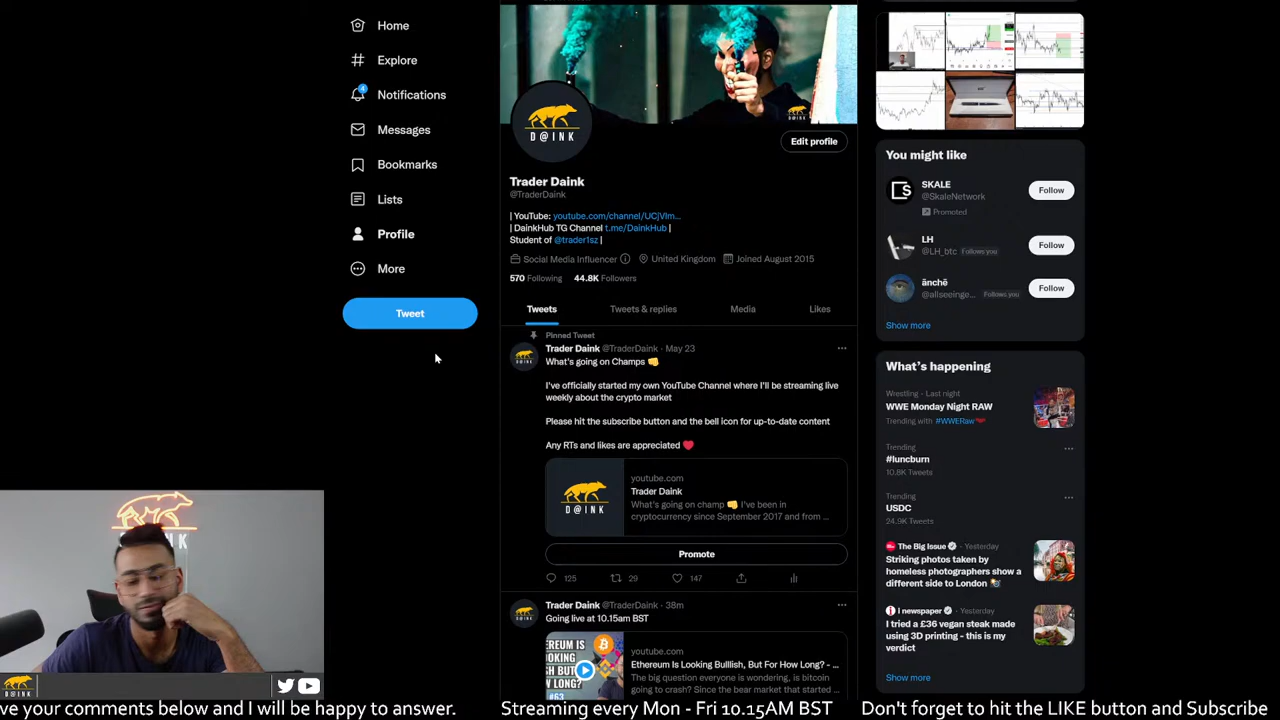 Home
Explore
4
Notifications
Messages
Bookmarks
Lists
Profile
More
Tweet
D@INK
Edit profile
Trader Daink
@TraderDaink
| YouTube: youtube.com/channel/UCjVlm...
| DainkHub TG Channel t.me/DainkHub |
Student of @trader1sz |
Social Media Influencer
United Kingdom
Joined August 2015
570 Following 44.8K Followers
Tweets
Tweets & replies
Media
Likes
Pinned Tweet
Trader Daink @TraderDaink · May 23
What's going on Champs 👊
I've officially started my own YouTube Channel where I'll be streaming live
weekly about the crypto market
Please hit the subscribe button and the bell icon for up-to-date content
Any RTs and likes are appreciated ❤️
D@INK
youtube.com
Trader Daink
What's going on champ 👊 I've been in
cryptocurrency since September 2017 and from ...
Promote
125
29
147
Trader Daink @TraderDaink · 38m
Going live at 10.15am BST
LONG?
#63
youtube.com
Ethereum Is Looking Bulllish, But For How Long? - ...
The big question everyone is wondering, is bitcoin
going to crash? Since the bear market that started ...
You might like
SKALE
@SkaleNetwork
Promoted
Follow
LH
@LH_btc Follows you
Follow
ānchē
@allseeinge... Follows you
Follow
Show more
What's happening
Wrestling · Last night
WWE Monday Night RAW
Trending with #WWERaw
Trending
#luncburn
10.8K Tweets
Trending
USDC
24.9K Tweets
The Big Issue · Yesterday
Striking photos taken by
homeless photographers show a
different side to London 📸
i newspaper · Yesterday
I tried a £36 vegan steak made
using 3D printing - this is my
verdict
Show more
D@INK
ve your comments below and I will be happy to answer.
Streaming every Mon - Fri 10.15AM BST
Don't forget to hit the LIKE button and Subscribe